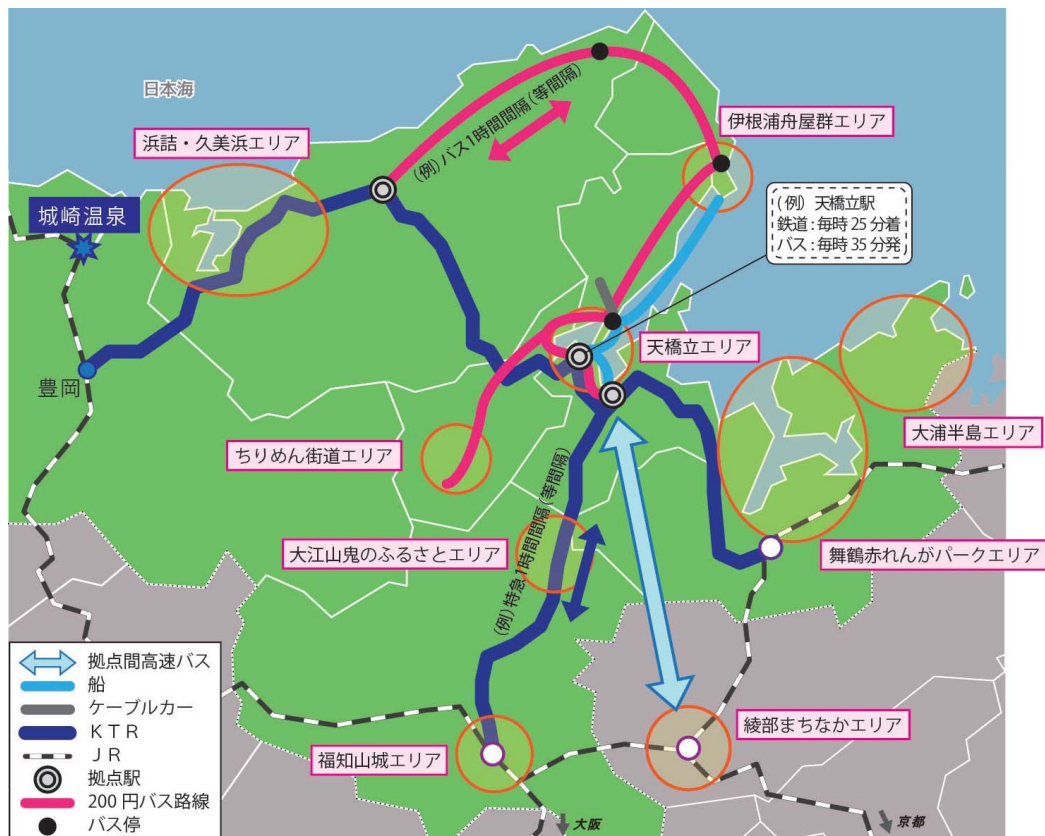 日本海
浜詰・久美浜エリア
(例)バス1時間間隔(等間隔)
伊根浦舟屋群エリア
城崎温泉
(例) 天橋立駅
鉄道：毎時25分着
バス：毎時35分発
天橋立エリア
豊岡
大浦半島エリア
ちりめん街道エリア
大江山鬼のふるさとエリア
(例)特急1時間間隔(等間隔)
舞鶴赤れんがパークエリア
拠点間高速バス
船
ケーブルカー
KTR
JR
拠点駅
200円バス路線
バス停
福知山城エリア
綾部まちなかエリア
大阪
京都